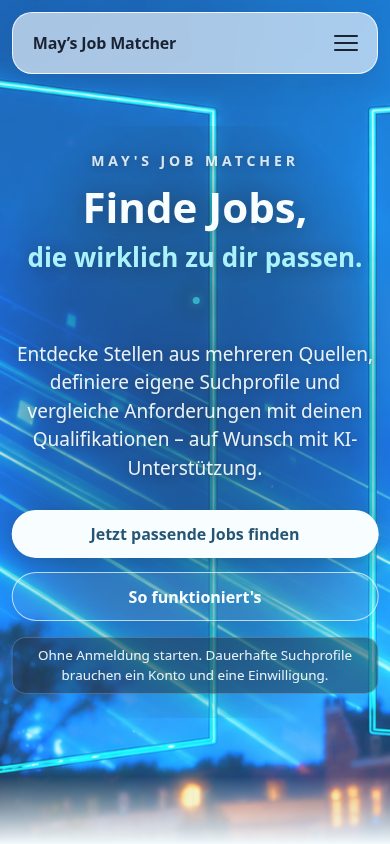 May’s Job Matcher
MAY'S JOB MATCHER
Finde Jobs,
die wirklich zu dir passen.
Entdecke Stellen aus mehreren Quellen,
definiere eigene Suchprofile und
vergleiche Anforderungen mit deinen
Qualifikationen – auf Wunsch mit KI-
Unterstützung.
Jetzt passende Jobs finden
So funktioniert's
Ohne Anmeldung starten. Dauerhafte Suchprofile
brauchen ein Konto und eine Einwilligung.